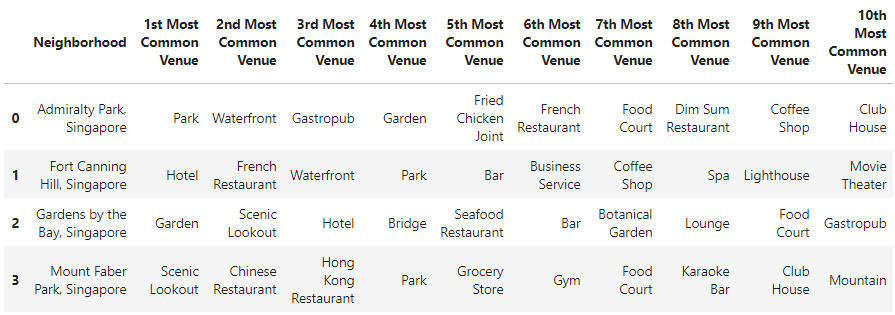 Neighborhood 1st Most Common Venue 2nd Most Common Venue 3rd Most Common Venue 4th Most Common Venue 5th Most Common Venue 6th Most Common Venue 7th Most Common Venue 8th Most Common Venue 9th Most Common Venue 10th Most Common Venue
0 Admiralty Park, Singapore Park Waterfront Gastropub Garden Fried Chicken Joint French Restaurant Food Court Dim Sum Restaurant Coffee Shop Club House
1 Fort Canning Hill, Singapore Hotel French Restaurant Waterfront Park Bar Business Service Coffee Shop Spa Lighthouse Movie Theater
2 Gardens by the Bay, Singapore Garden Scenic Lookout Hotel Bridge Seafood Restaurant Bar Botanical Garden Lounge Food Court Gastropub
3 Mount Faber Park, Singapore Scenic Lookout Chinese Restaurant Hong Kong Restaurant Park Grocery Store Gym Food Court Karaoke Bar Club House Mountain